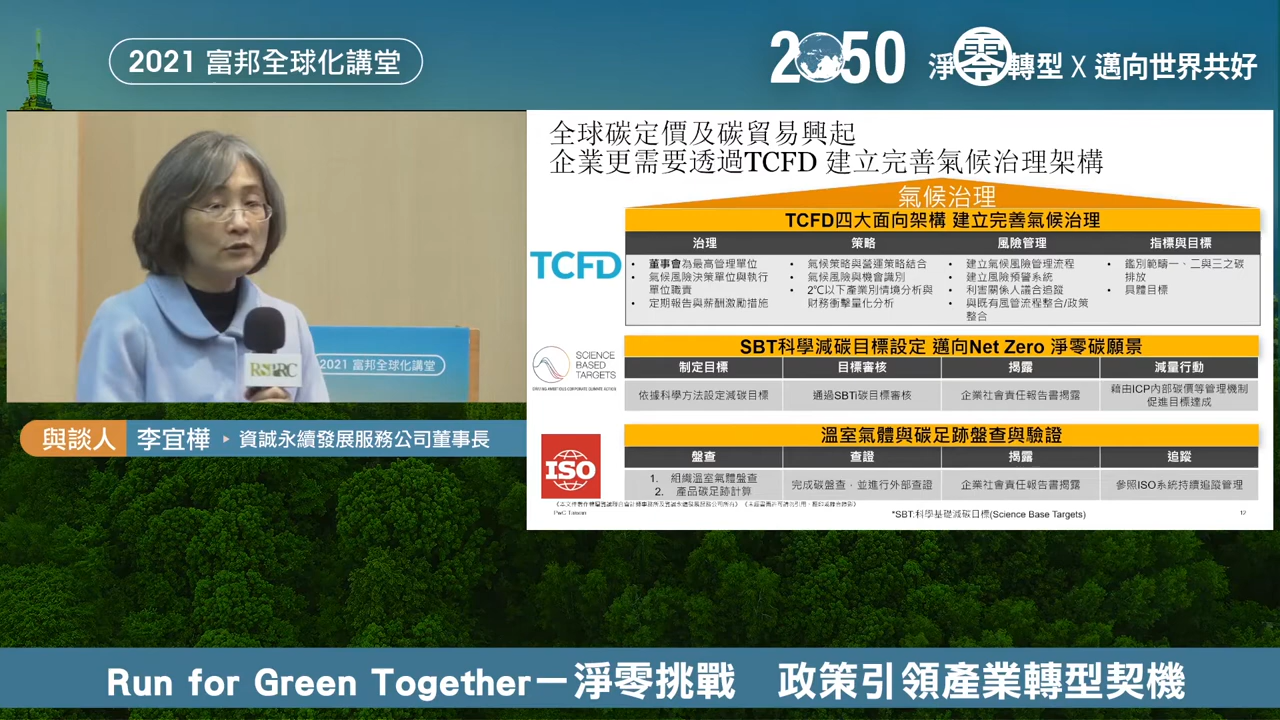 2021 富邦全球化講堂
2050 淨零轉型 X 邁向世界共好
全球碳定價及碳貿易興起
企業更需要透過TCFD 建立完善氣候治理架構
氣候治理
TCFD四大面向架構 建立完善氣候治理
TCFD
治理 策略 風險管理 指標與目標
• 董事會為最高管理單位
• 氣候風險決策單位與執行單位職責
• 定期報告與薪酬激勵措施
• 氣候策略與營運策略結合
• 氣候風險與機會識別
• 2℃以下產業別情境分析與財務衝擊量化分析
• 建立氣候風險管理流程
• 建立風險預警系統
• 利害關係人議合追蹤
• 與既有風管流程整合/政策整合
• 鑑別範疇一、二與三之碳排放
• 具體目標
SCIENCE
BASED
TARGETS
DRIVING AMBITIOUS CORPORATE CLIMATE ACTION
SBT科學減碳目標設定 邁向Net Zero 淨零碳願景
制定目標 目標審核 揭露 減量行動
依據科學方法設定減碳目標 通過SBTi碳目標審核 企業社會責任報告書揭露 藉由ICP內部碳價等管理機制促進目標達成
ISO
溫室氣體與碳足跡盤查與驗證
盤查 查證 揭露 追蹤
1. 組織溫室氣體盤查
2. 產品碳足跡計算
完成碳盤查，並進行外部查證 企業社會責任報告書揭露 參照ISO系統持續追蹤管理
PwC Taiwan
*SBT:科學基礎減碳目標(Science Base Targets)
12
RSPRC
2021 富邦全球化講堂
與談人 李宜樺 ▸ 資誠永續發展服務公司董事長
Run for Green Together－淨零挑戰 政策引領產業轉型契機